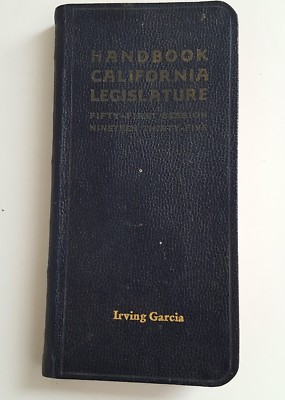 HANDBOOK
CALIFORNIA
LEGISLATURE
FIFTY-FIRST SESSION
NINETEEN THIRTY-FIVE
Irving Garcia